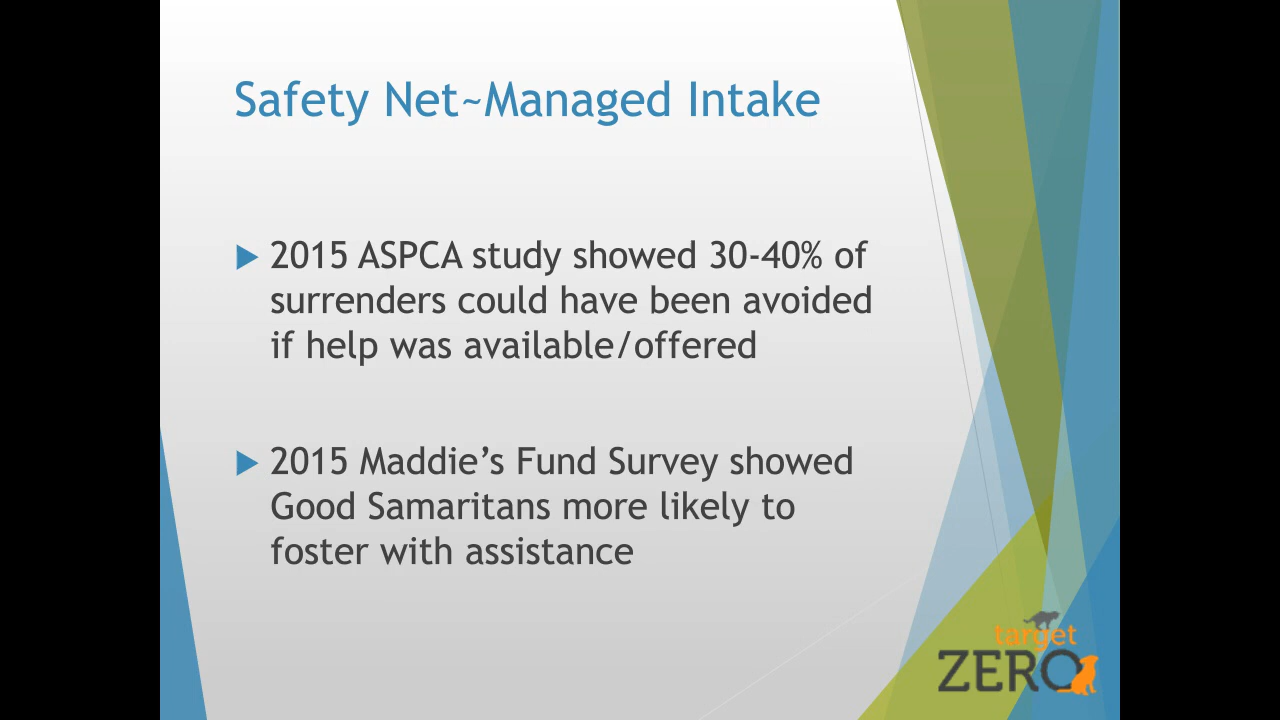 Safety Net~Managed Intake
2015 ASPCA study showed 30-40% of
surrenders could have been avoided
if help was available/offered
2015 Maddie’s Fund Survey showed
Good Samaritans more likely to
foster with assistance
target
ZERO